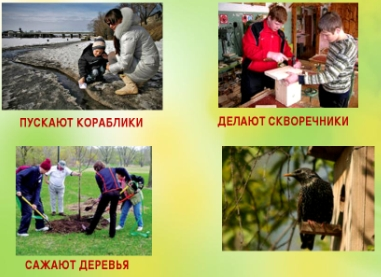 ПУСКАЮТ КОРАБЛИКИ
ДЕЛАЮТ СКВОРЕЧНИКИ
САЖАЮТ ДЕРЕВЬЯ